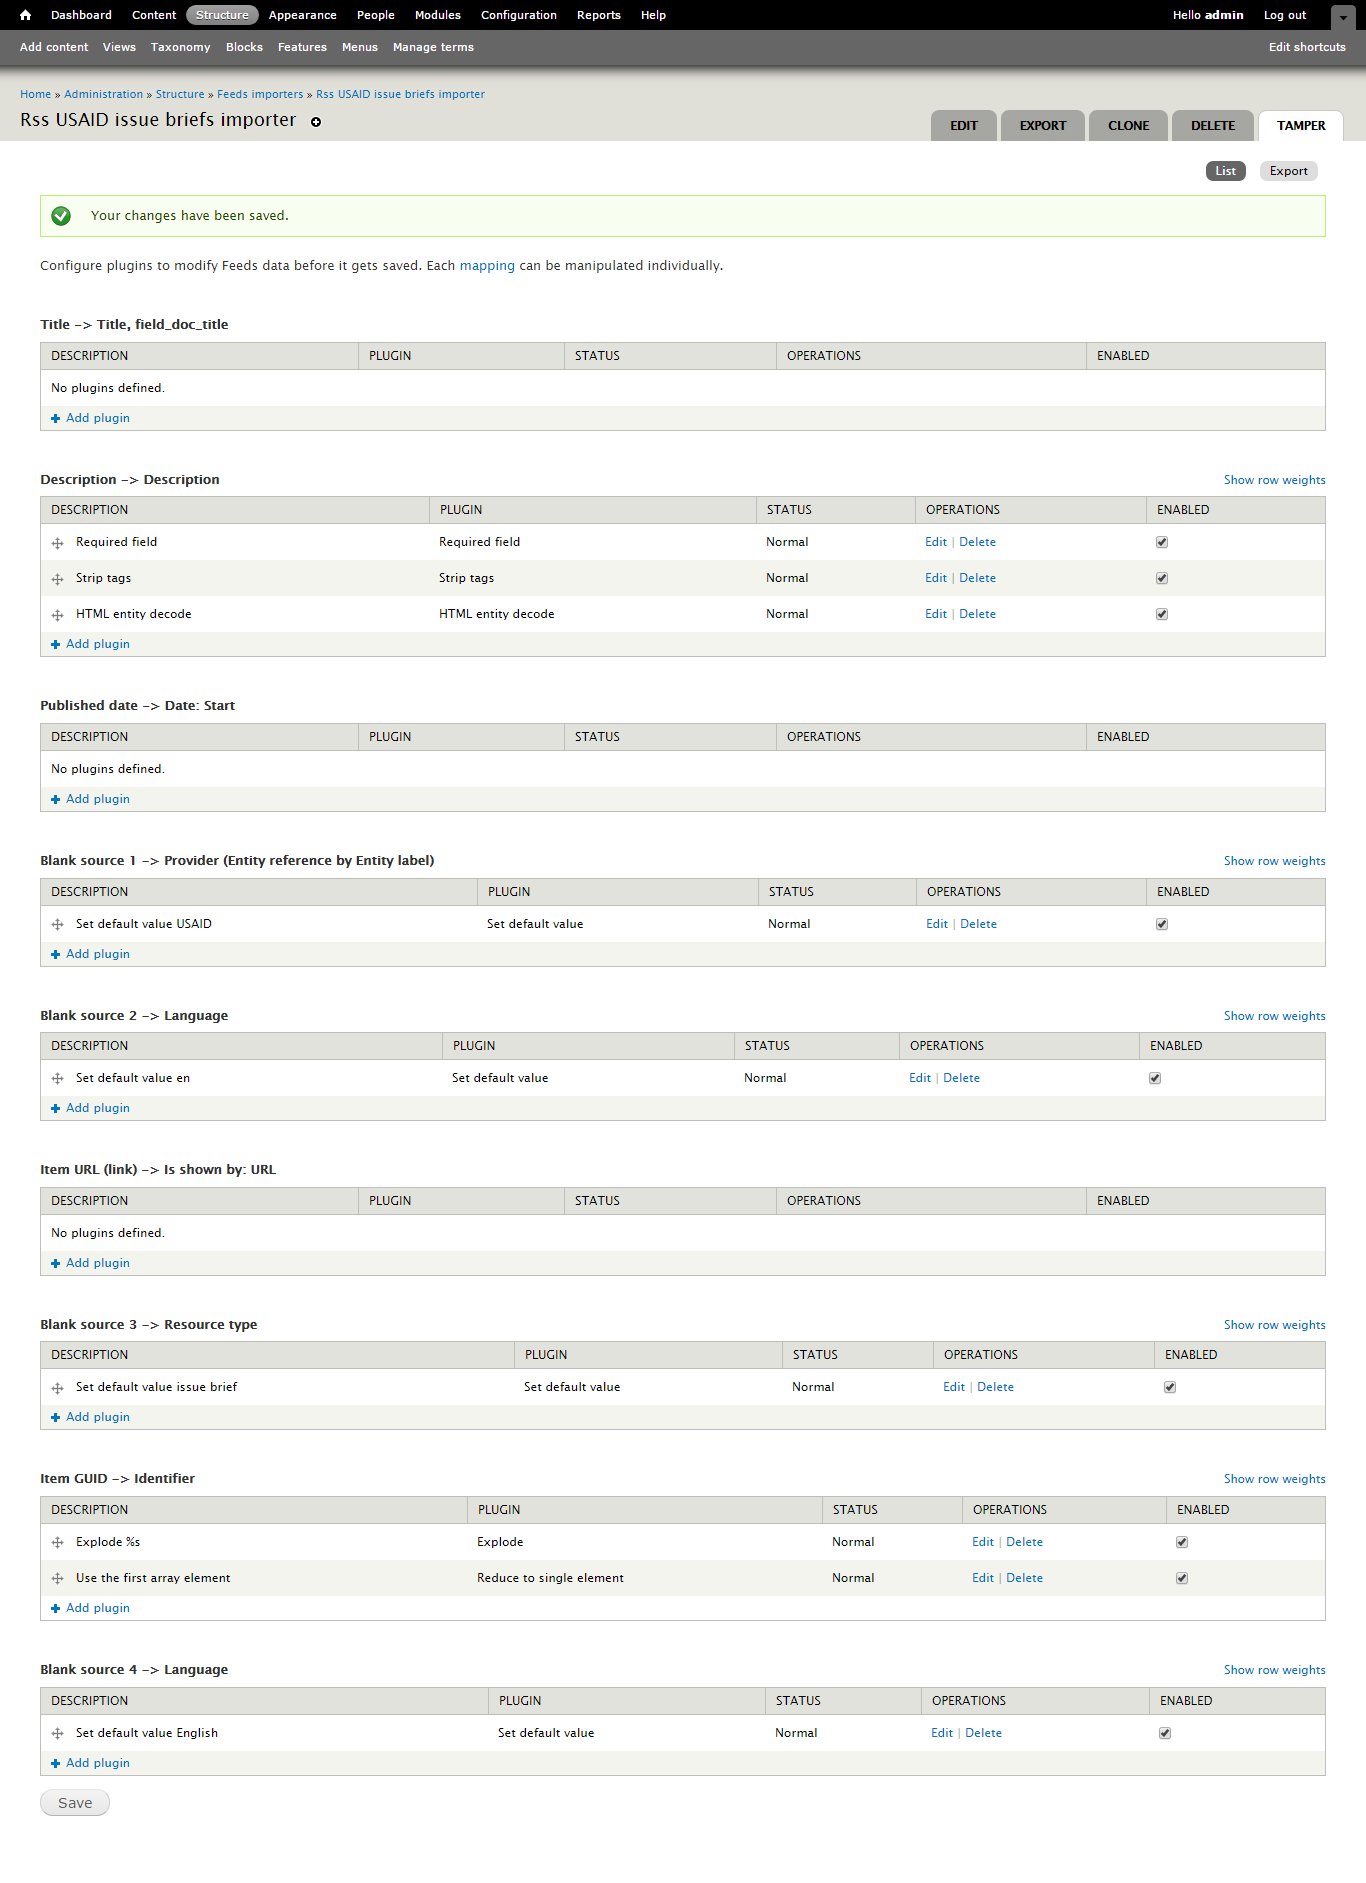 Dashboard Content Structure Appearance People Modules Configuration Reports Help Hello admin Log out
Add content Views Taxonomy Blocks Features Menus Manage terms Edit shortcuts
Home » Administration » Structure » Feeds importers » Rss USAID issue briefs importer
Rss USAID issue briefs importer
EDIT EXPORT CLONE DELETE TAMPER
List Export
Your changes have been saved.
Configure plugins to modify Feeds data before it gets saved. Each mapping can be manipulated individually.
Title -> Title, field_doc_title
DESCRIPTION PLUGIN STATUS OPERATIONS ENABLED
No plugins defined.
Add plugin
Description -> Description Show row weights
DESCRIPTION PLUGIN STATUS OPERATIONS ENABLED
Required field Required field Normal Edit | Delete
Strip tags Strip tags Normal Edit | Delete
HTML entity decode HTML entity decode Normal Edit | Delete
Add plugin
Published date -> Date: Start
DESCRIPTION PLUGIN STATUS OPERATIONS ENABLED
No plugins defined.
Add plugin
Blank source 1 -> Provider (Entity reference by Entity label) Show row weights
DESCRIPTION PLUGIN STATUS OPERATIONS ENABLED
Set default value USAID Set default value Normal Edit | Delete
Add plugin
Blank source 2 -> Language Show row weights
DESCRIPTION PLUGIN STATUS OPERATIONS ENABLED
Set default value en Set default value Normal Edit | Delete
Add plugin
Item URL (link) -> Is shown by: URL
DESCRIPTION PLUGIN STATUS OPERATIONS ENABLED
No plugins defined.
Add plugin
Blank source 3 -> Resource type Show row weights
DESCRIPTION PLUGIN STATUS OPERATIONS ENABLED
Set default value issue brief Set default value Normal Edit | Delete
Add plugin
Item GUID -> Identifier Show row weights
DESCRIPTION PLUGIN STATUS OPERATIONS ENABLED
Explode %s Explode Normal Edit | Delete
Use the first array element Reduce to single element Normal Edit | Delete
Add plugin
Blank source 4 -> Language Show row weights
DESCRIPTION PLUGIN STATUS OPERATIONS ENABLED
Set default value English Set default value Normal Edit | Delete
Add plugin
Save